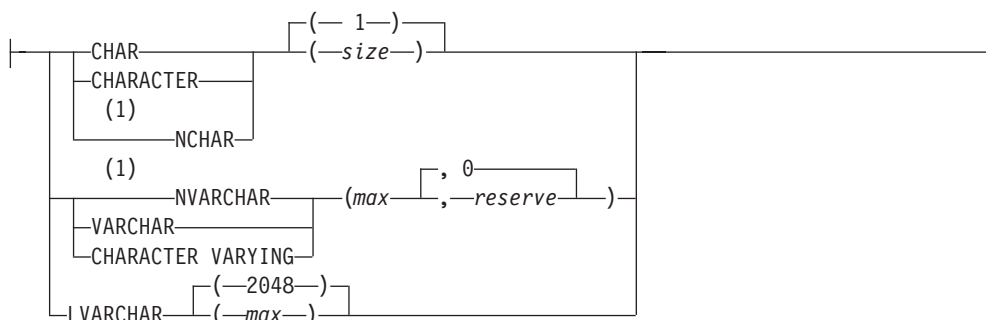 ( 1 )
CHAR ( size )
CHARACTER
(1)
NCHAR
(1)
, 0
NVARCHAR (max , reserve )
VARCHAR
CHARACTER VARYING
( 2048 )
LVARCHAR ( max )